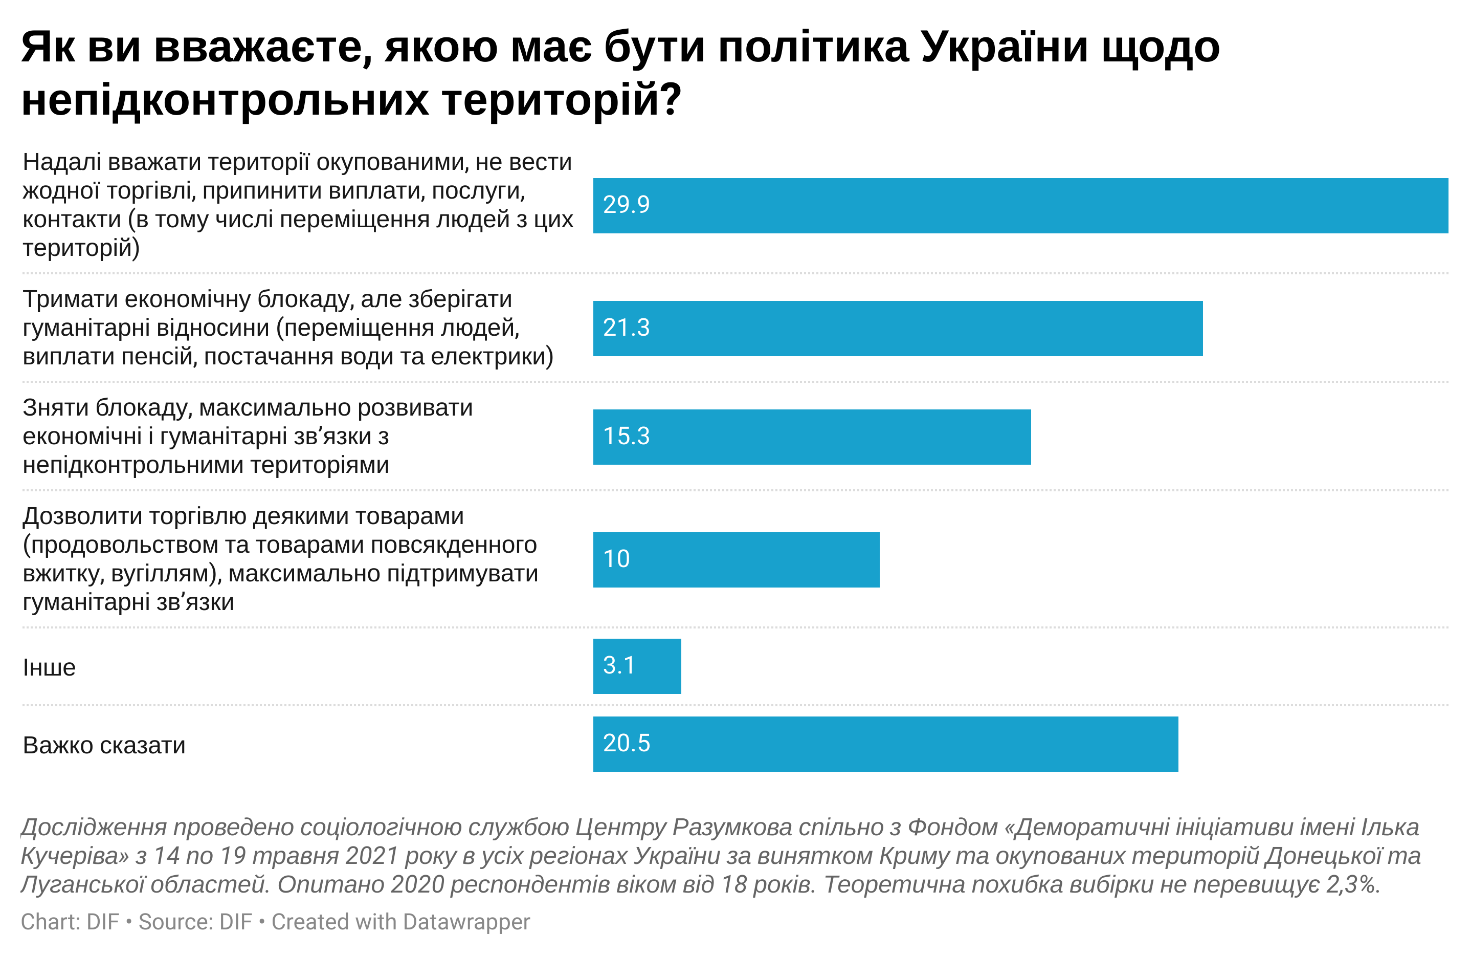 Як ви вважаєте, якою має бути політика України щодо
непідконтрольних територій?
Надалі вважати території окупованими, не вести
жодної торгівлі, припинити виплати, послуги,
контакти (в тому числі переміщення людей з цих
територій)
29.9
Тримати економічну блокаду, але зберігати
гуманітарні відносини (переміщення людей,
виплати пенсій, постачання води та електрики)
21.3
Зняти блокаду, максимально розвивати
економічні і гуманітарні зв’язки з
непідконтрольними територіями
15.3
Дозволити торгівлю деякими товарами
(продовольством та товарами повсякденного
вжитку, вугіллям), максимально підтримувати
гуманітарні зв’язки
10
Інше
3.1
Важко сказати
20.5
Дослідження проведено соціологічною службою Центру Разумкова спільно з Фондом «Деморатичні ініціативи імені Ілька
Кучеріва» з 14 по 19 травня 2021 року в усіх регіонах України за винятком Криму та окупованих територій Донецької та
Луганської областей. Опитано 2020 респондентів віком від 18 років. Теоретична похибка вибірки не перевищує 2,3%.
Chart: DIF • Source: DIF • Created with Datawrapper